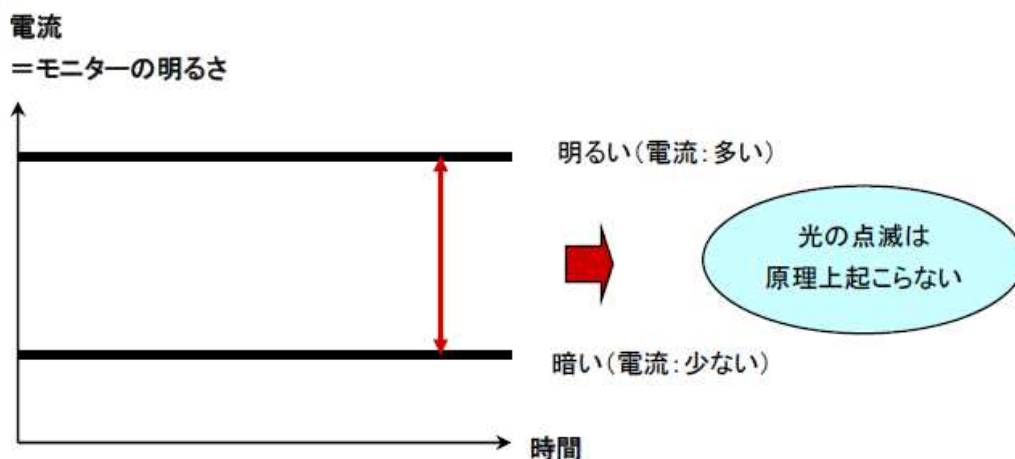 電流
＝モニターの明るさ
明るい（電流：多い）
光の点滅は
原理上起こらない
暗い（電流：少ない）
時間